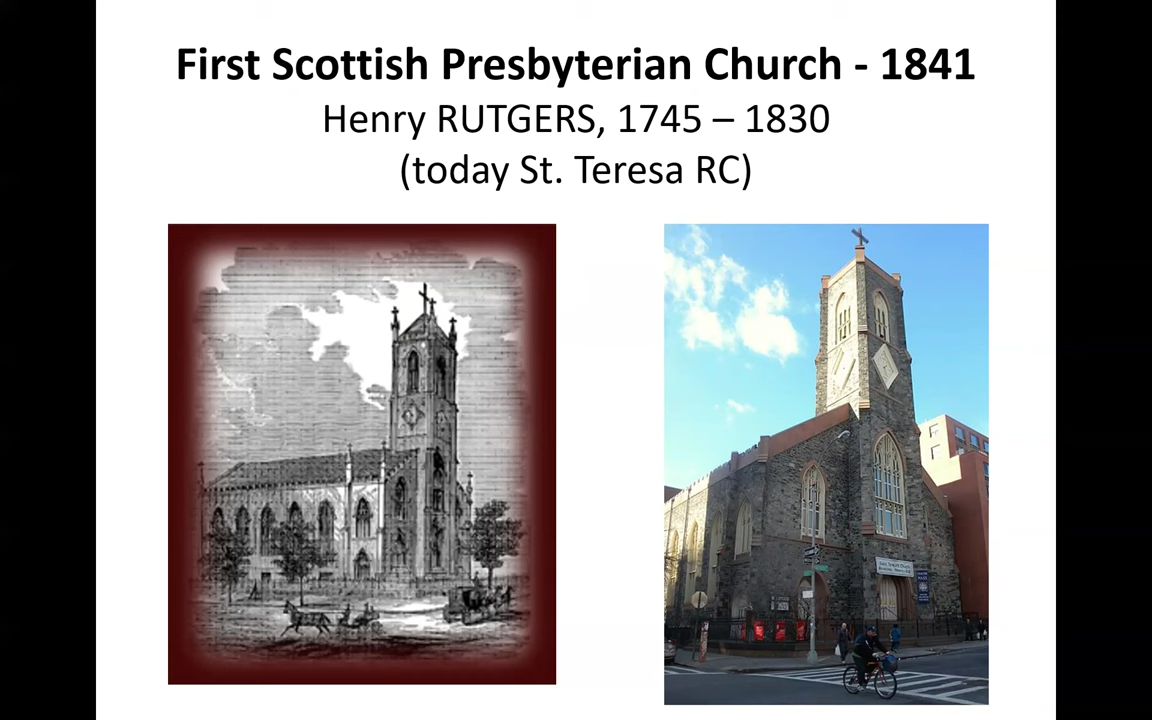 First Scottish Presbyterian Church - 1841
Henry RUTGERS, 1745 – 1830
(today St. Teresa RC)